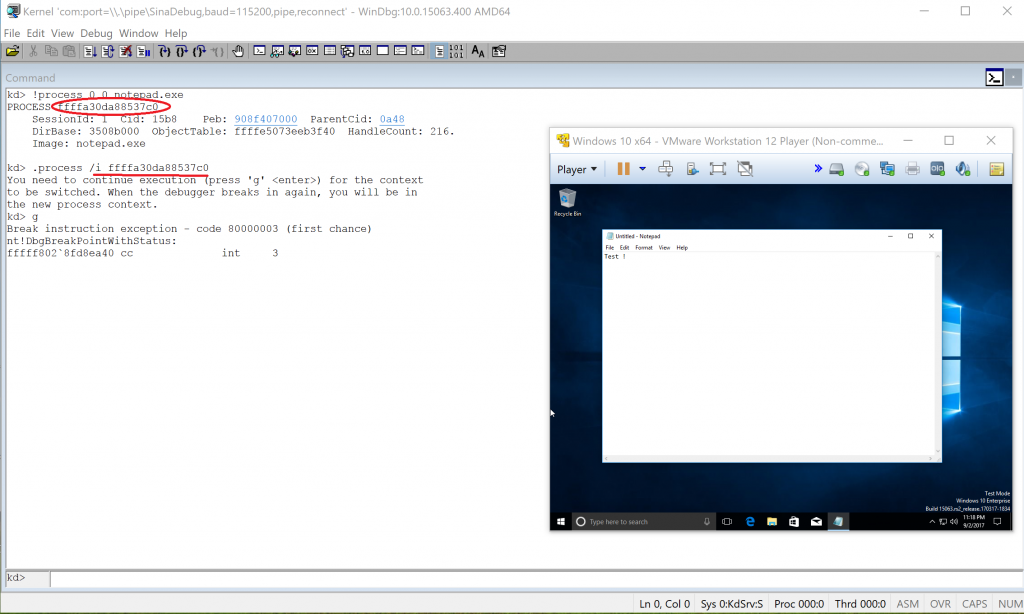 Kernel 'com:port=\\.\pipe\SinaDebug,baud=115200,pipe,reconnect' - WinDbg:10.0.15063.400 AMD64
File Edit View Debug Window Help
Command
kd> !process 0 0 notepad.exe
PROCESS ffffa30da88537c0
SessionId: 1 Cid: 15b8 Peb: 908f407000 ParentCid: 0a48
DirBase: 3508b000 ObjectTable: ffffe5073eeb3f40 HandleCount: 216.
Image: notepad.exe
kd> .process /i ffffa30da88537c0
You need to continue execution (press 'g' <enter>) for the context
to be switched. When the debugger breaks in again, you will be in
the new process context.
kd> g
Break instruction exception - code 80000003 (first chance)
nt!DbgBreakPointWithStatus:
fffff802`8fd8ea40 cc int 3
Windows 10 x64 - VMware Workstation 12 Player (Non-comme...
Player
Recycle Bin
Untitled - Notepad
File Edit Format View Help
Test !
Test Mode
Windows 10 Enterprise
Build 15063.rs2_release.170317-1834
Type here to search
11:18 PM
9/2/2017
kd>
Ln 0, Col 0 Sys 0:KdSrv:S Proc 000:0 Thrd 000:0 ASM OVR CAPS NUM